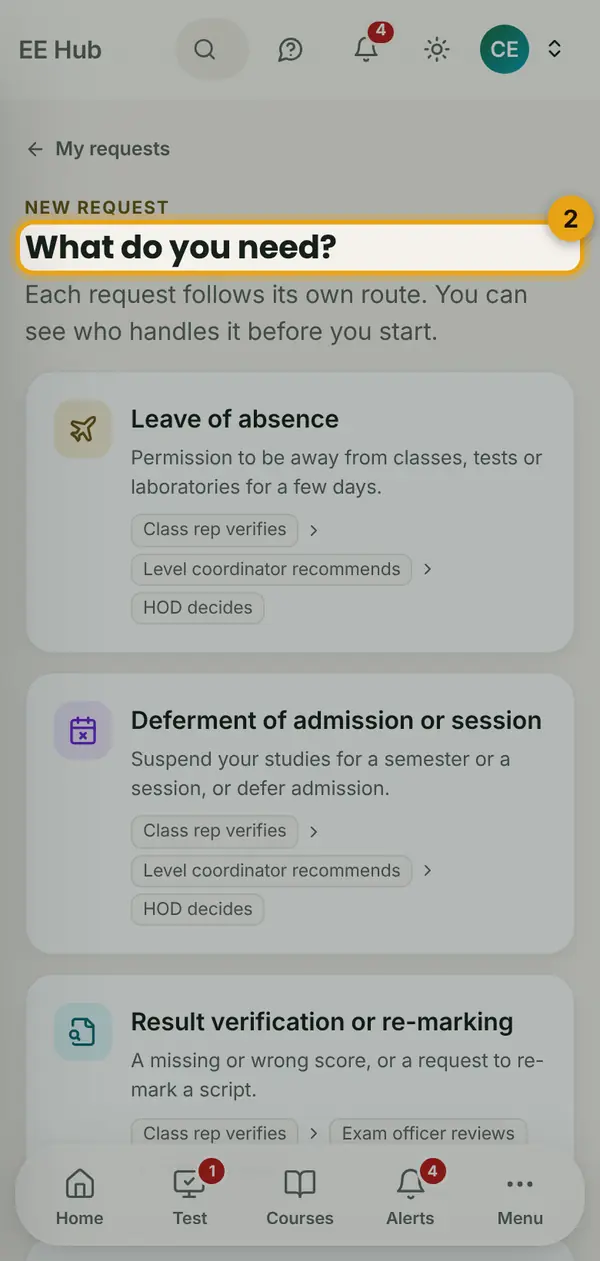 EE Hub
4
CE
My requests
NEW REQUEST
2
What do you need?
Each request follows its own route. You can
see who handles it before you start.
Leave of absence
Permission to be away from classes, tests or
laboratories for a few days.
Class rep verifies
Level coordinator recommends
HOD decides
Deferment of admission or session
Suspend your studies for a semester or a
session, or defer admission.
Class rep verifies
Level coordinator recommends
HOD decides
Result verification or re-marking
A missing or wrong score, or a request to re-
mark a script.
Class rep verifies Exam officer reviews
1 4
Home Test Courses Alerts Menu